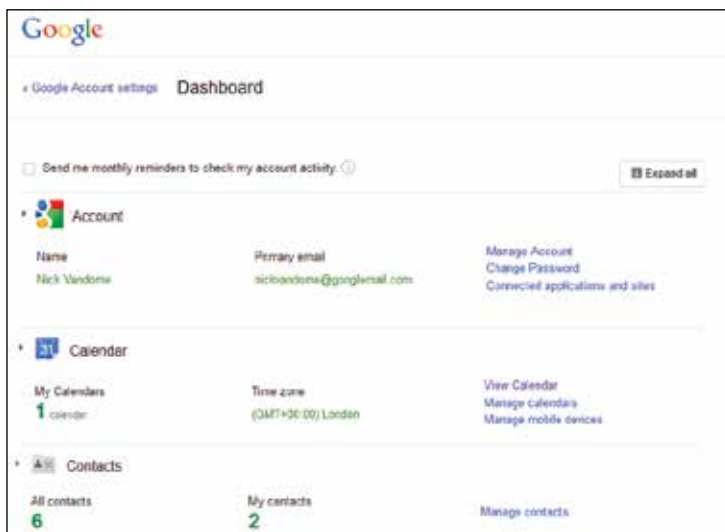 Google
‹ Google Account settings Dashboard
Send me monthly reminders to check my account activity.
Expand all
Account
Name Primary email Manage Account
Change Password
Nick Vandome nickvandome@googlemail.com
Connected applications and sites
31 Calendar
My Calendars Time zone View Calendar
Manage calendars
1 calendar (GMT+00:00) London
Manage mobile devices
Contacts
All contacts My contacts Manage contacts
6 2